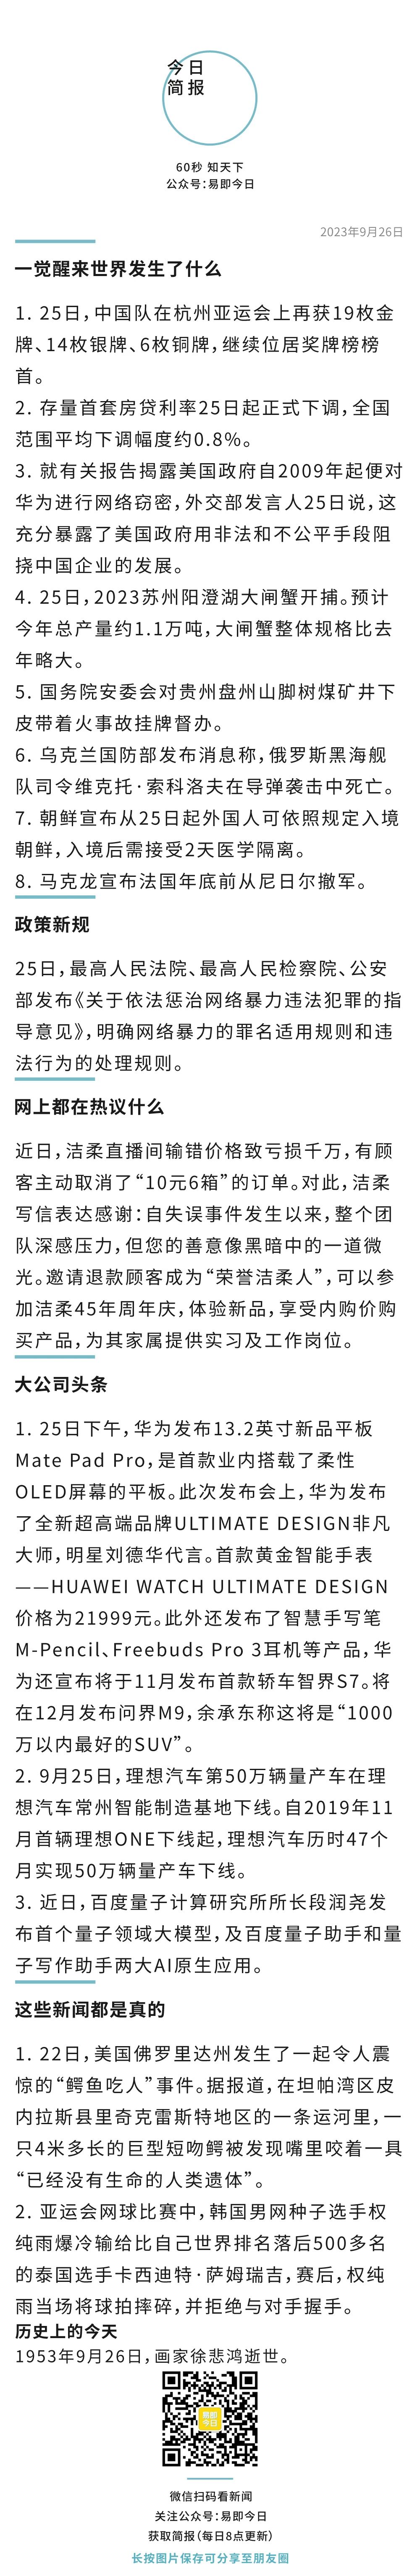 今日
简报
60秒 知天下
公众号：易即今日
2023年9月26日
一觉醒来世界发生了什么
1. 25日，中国队在杭州亚运会上再获19枚金
牌、14枚银牌、6枚铜牌，继续位居奖牌榜榜
首。
2. 存量首套房贷利率25日起正式下调，全国
范围平均下调幅度约0.8%。
3. 就有关报告揭露美国政府自2009年起便对
华为进行网络窃密，外交部发言人25日说，这
充分暴露了美国政府用非法和不公平手段阻
挠中国企业的发展。
4. 25日，2023苏州阳澄湖大闸蟹开捕。预计
今年总产量约1.1万吨，大闸蟹整体规格比去
年略大。
5. 国务院安委会对贵州盘州山脚树煤矿井下
皮带着火事故挂牌督办。
6. 乌克兰国防部发布消息称，俄罗斯黑海舰
队司令维克托·索科洛夫在导弹袭击中死亡。
7. 朝鲜宣布从25日起外国人可依照规定入境
朝鲜，入境后需接受2天医学隔离。
8. 马克龙宣布法国年底前从尼日尔撤军。
政策新规
25日，最高人民法院、最高人民检察院、公安
部发布《关于依法惩治网络暴力违法犯罪的指
导意见》，明确网络暴力的罪名适用规则和违
法行为的处理规则。
网上都在热议什么
近日，洁柔直播间输错价格致亏损千万，有顾
客主动取消了“10元6箱”的订单。对此，洁柔
写信表达感谢：自失误事件发生以来，整个团
队深感压力，但您的善意像黑暗中的一道微
光。邀请退款顾客成为“荣誉洁柔人”，可以参
加洁柔45年周年庆，体验新品，享受内购价购
买产品，为其家属提供实习及工作岗位。
大公司头条
1. 25日下午，华为发布13.2英寸新品平板
Mate Pad Pro，是首款业内搭载了柔性
OLED屏幕的平板。此次发布会上，华为发布
了全新超高端品牌ULTIMATE DESIGN非凡
大师，明星刘德华代言。首款黄金智能手表
——HUAWEI WATCH ULTIMATE DESIGN
价格为21999元。此外还发布了智慧手写笔
M-Pencil、Freebuds Pro 3耳机等产品，华
为还宣布将于11月发布首款轿车智界S7。将
在12月发布问界M9，余承东称这将是“1000
万以内最好的SUV”。
2. 9月25日，理想汽车第50万辆量产车在理
想汽车常州智能制造基地下线。自2019年11
月首辆理想ONE下线起，理想汽车历时47个
月实现50万辆量产车下线。
3. 近日，百度量子计算研究所所长段润尧发
布首个量子领域大模型，及百度量子助手和量
子写作助手两大AI原生应用。
这些新闻都是真的
1. 22日，美国佛罗里达州发生了一起令人震
惊的“鳄鱼吃人”事件。据报道，在坦帕湾区皮
内拉斯县里奇克雷斯特地区的一条运河里，一
只4米多长的巨型短吻鳄被发现嘴里咬着一具
“已经没有生命的人类遗体”。
2. 亚运会网球比赛中，韩国男网种子选手权
纯雨爆冷输给比自己世界排名落后500多名
的泰国选手卡西迪特·萨姆瑞吉，赛后，权纯
雨当场将球拍摔碎，并拒绝与对手握手。
历史上的今天
1953年9月26日，画家徐悲鸿逝世。
易即
今日
微信扫码看新闻
关注公众号：易即今日
获取简报（每日8点更新）
长按图片保存可分享至朋友圈